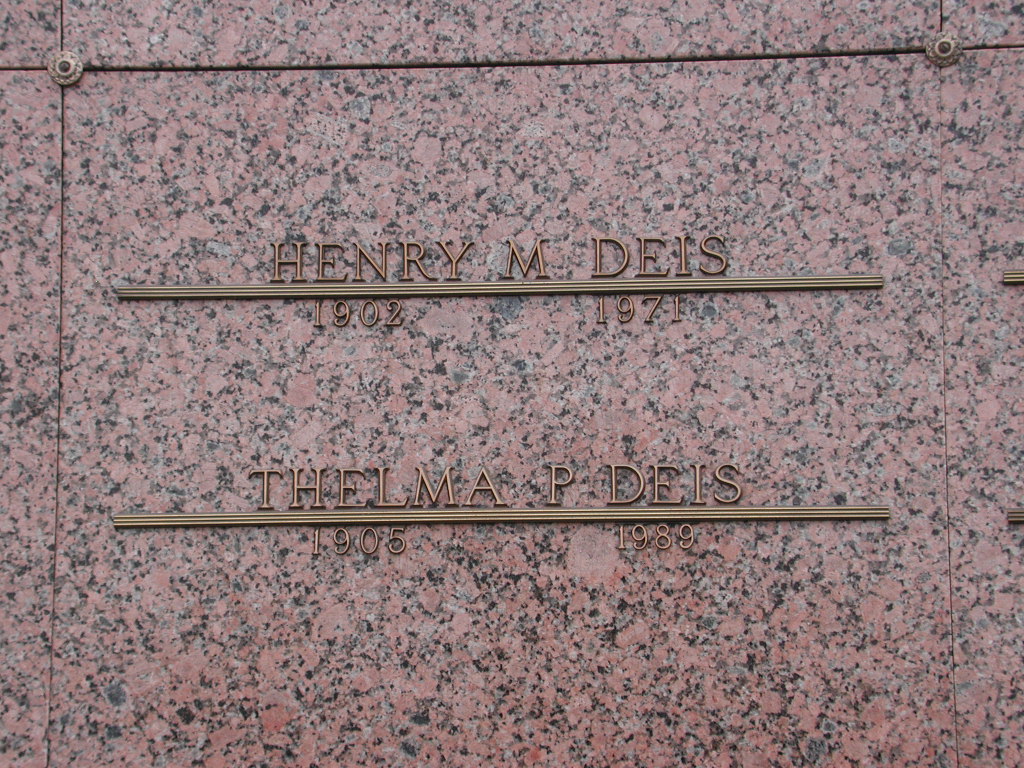 HENRY M DEIS
1902 1971
THELMA P DEIS
1905 1989